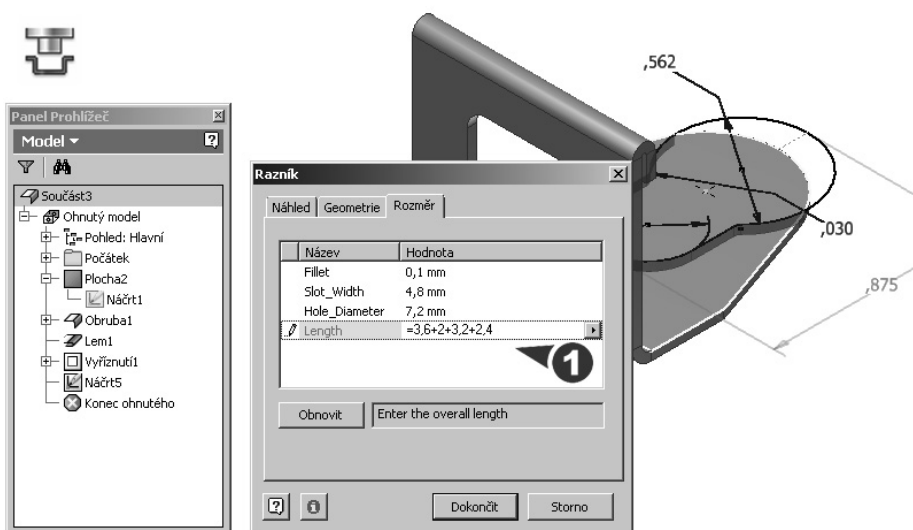 ,562
Panel Prohlížeč
Model
Součást3
Ohnutý model
Pohled: Hlavní
Počátek
Plocha2
Náčrt1
Obruba1
Lem1
Vyříznutí1
Náčrt5
Konec ohnutého
Razník
Náhled Geometrie Rozměr
Název Hodnota
Fillet 0,1 mm
Slot_Width 4,8 mm
Hole_Diameter 7,2 mm
Length =3,6+2+3,2+2,4
1
Obnovit Enter the overall length
Dokončit Storno
,030
,875